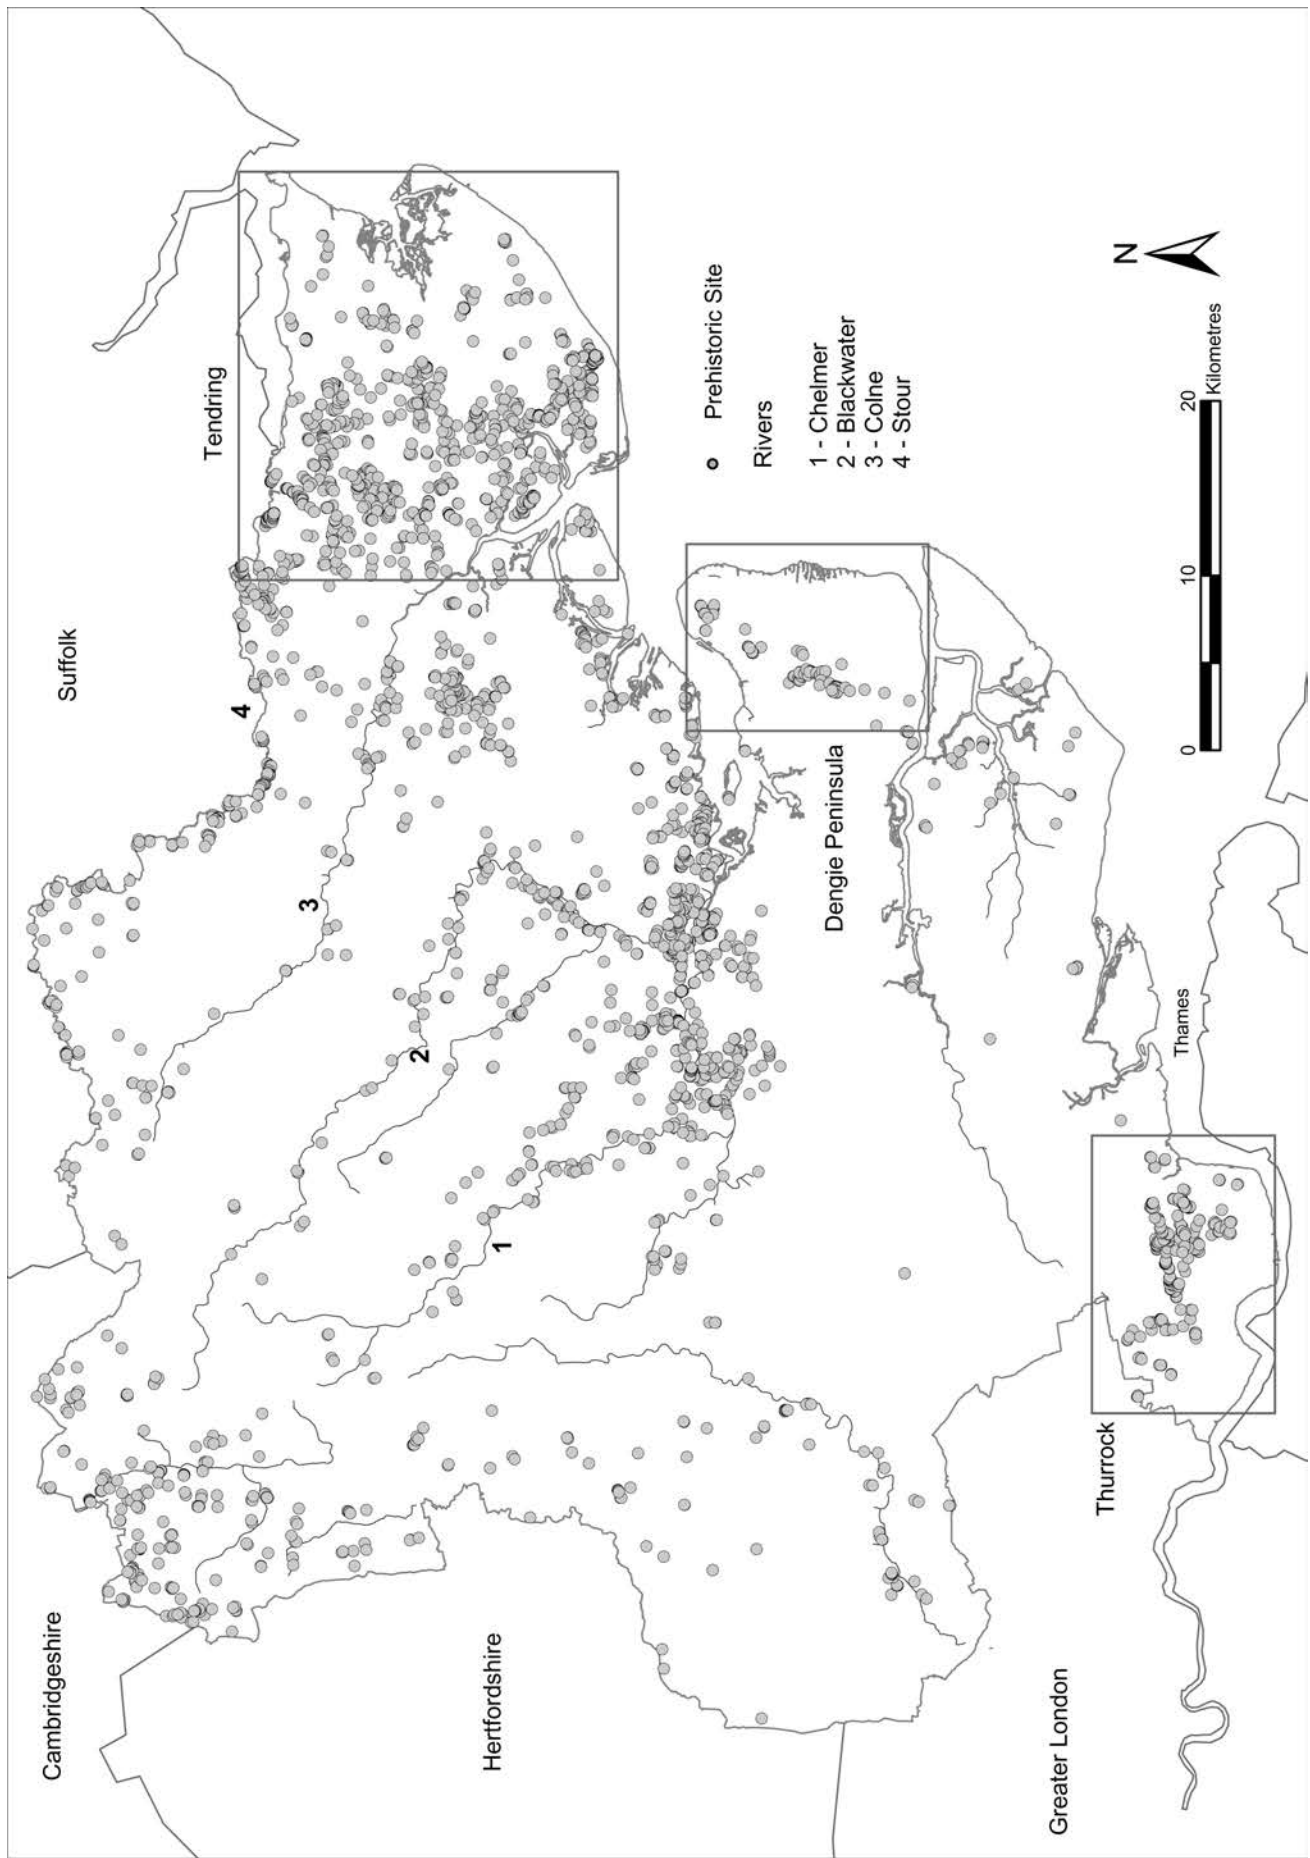 Cambridgeshire
Suffolk
Tendring
4
3
2
1
Hertfordshire
Prehistoric Site
Rivers
1 - Chelmer
2 - Blackwater
3 - Colne
4 - Stour
Dengie Peninsula
N
0
10
20
Kilometres
Thames
Thurrock
Greater London